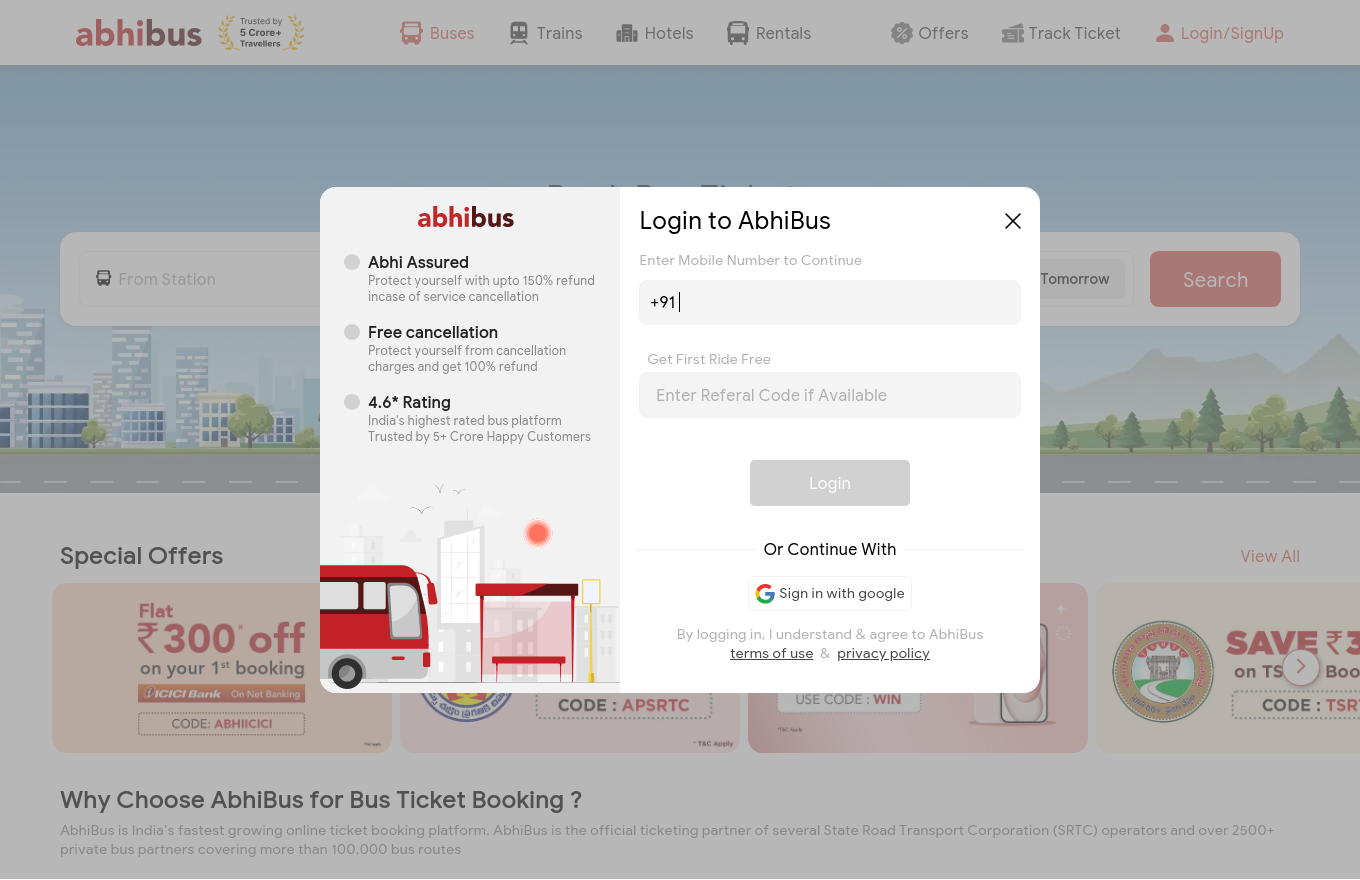 abhibus
Trusted by
5 Crore+
Travellers
Buses
Trains
Hotels
Rentals
Offers
Track Ticket
Login/SignUp
From Station
Tomorrow
Search
abhibus
Abhi Assured
Protect yourself with upto 150% refund
incase of service cancellation
Free cancellation
Protect yourself from cancellation
charges and get 100% refund
4.6* Rating
India's highest rated bus platform
Trusted by 5+ Crore Happy Customers
Login to AbhiBus
Enter Mobile Number to Continue
+91
Get First Ride Free
Enter Referal Code if Available
Login
Or Continue With
Sign in with google
By logging in, I understand & agree to AbhiBus
terms of use & privacy policy
Special Offers
View All
Flat
₹300* off
on your 1st booking
ICICI Bank On Net Banking
CODE: ABHIICICI
*T&C Apply
CODE : APSRTC
* T&C Apply
USE CODE : WIN
*T&C Apply
SAVE ₹3
on TS
Boo
CODE : TSRT
Why Choose AbhiBus for Bus Ticket Booking ?
AbhiBus is India's fastest growing online ticket booking platform. AbhiBus is the official ticketing partner of several State Road Transport Corporation (SRTC) operators and over 2500+
private bus partners covering more than 100,000 bus routes